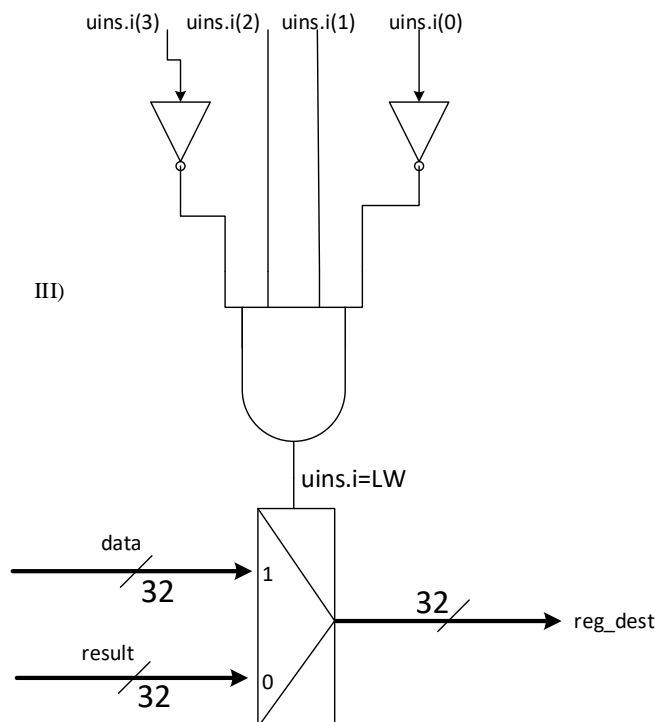 uins.i(3) uins.i(2) uins.i(1) uins.i(0)
III)
uins.i=LW
data
32
1
32
reg_dest
result
32
0